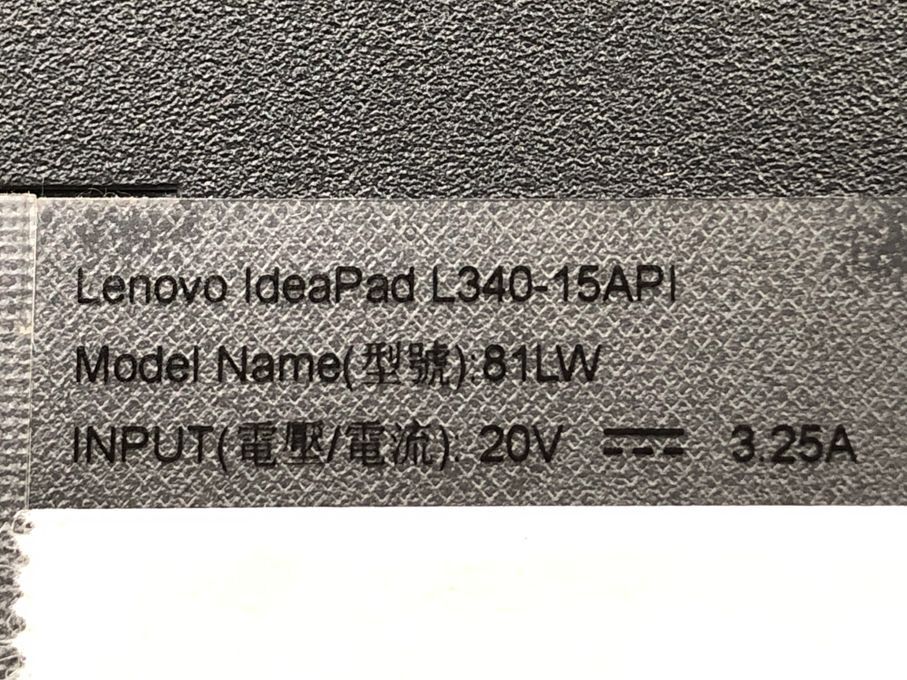 Lenovo IdeaPad L340-15API
Model Name(型號):81LW
INPUT(電壓/電流): 20V ⎓ 3.25A